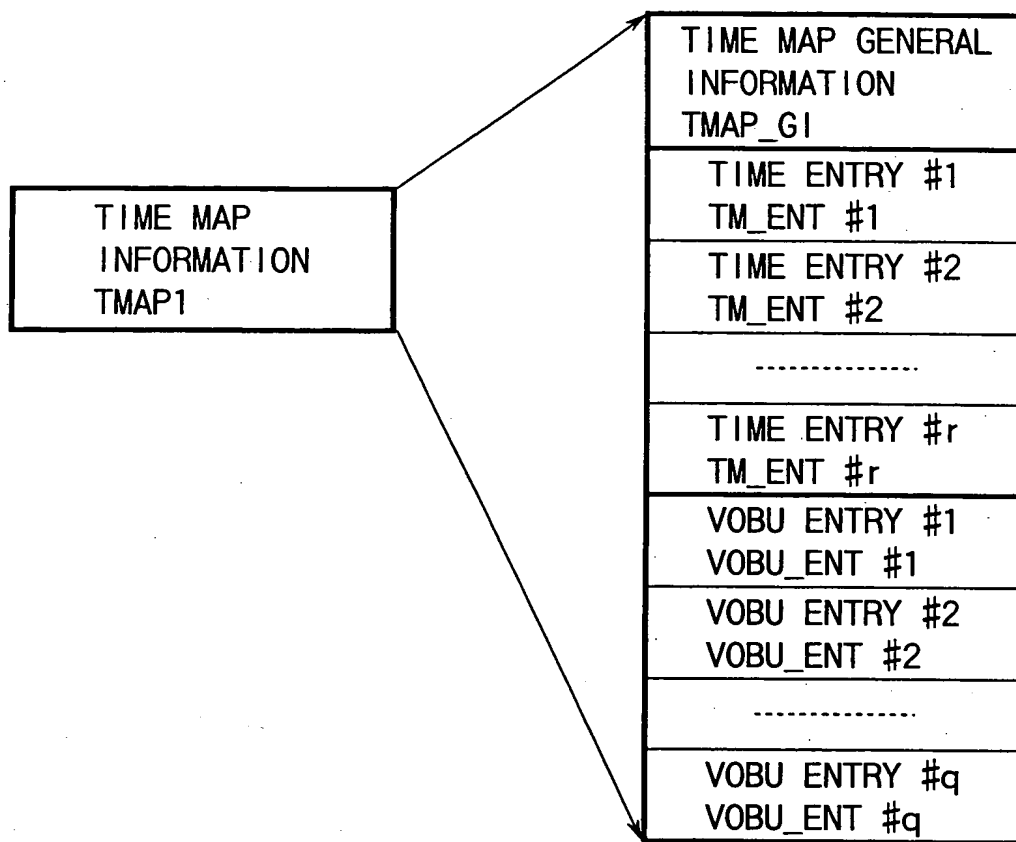 TIME MAP
INFORMATION
TMAP1
TIME MAP GENERAL
INFORMATION
TMAP_GI
TIME ENTRY #1
TM_ENT #1
TIME ENTRY #2
TM_ENT #2
---------------
TIME ENTRY #r
TM_ENT #r
VOBU ENTRY #1
VOBU_ENT #1
VOBU ENTRY #2
VOBU_ENT #2
---------------
VOBU ENTRY #q
VOBU_ENT #q